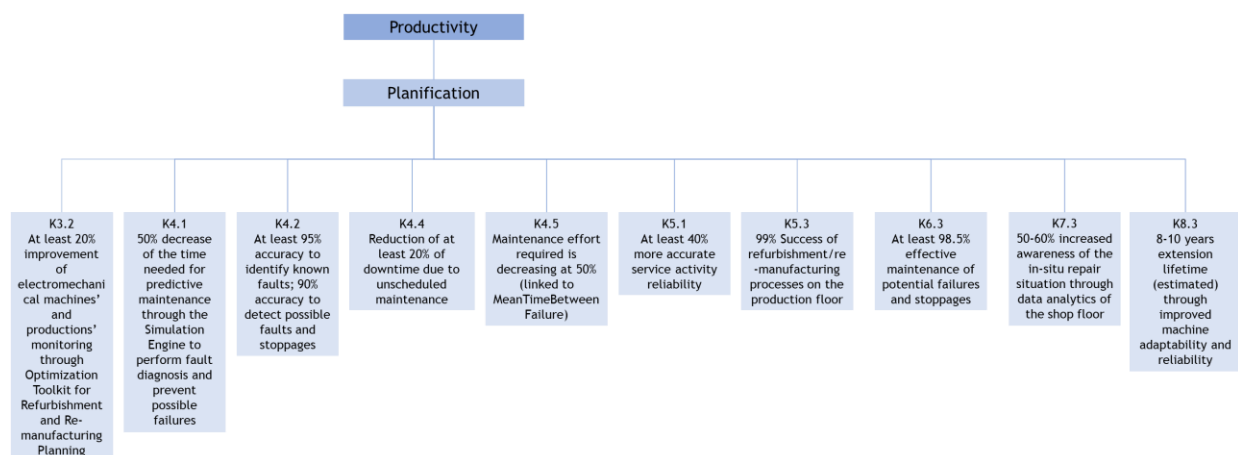 Productivity
Planification
K3.2
At least 20%
improvement
of
electromechani
cal machines’
and
productions’
monitoring
through
Optimization
Toolkit for
Refurbishment
and Re-
manufacturing
Planning
K4.1
50% decrease
of the time
needed for
predictive
maintenance
through the
Simulation
Engine to
perform fault
diagnosis and
prevent
possible
failures
K4.2
At least 95%
accuracy to
identify known
faults; 90%
accuracy to
detect possible
faults and
stoppages
K4.4
Reduction of at
least 20% of
downtime due to
unscheduled
maintenance
K4.5
Maintenance effort
required is
decreasing at 50%
(linked to
MeanTimeBetween
Failure)
K5.1
At least 40%
more accurate
service activity
reliability
K5.3
99% Success of
refurbishment/re
-manufacturing
processes on the
production floor
K6.3
At least 98.5%
effective
maintenance of
potential failures
and stoppages
K7.3
50-60% increased
awareness of the
in-situ repair
situation through
data analytics of
the shop floor
K8.3
8-10 years
extension
lifetime
(estimated)
through
improved
machine
adaptability and
reliability